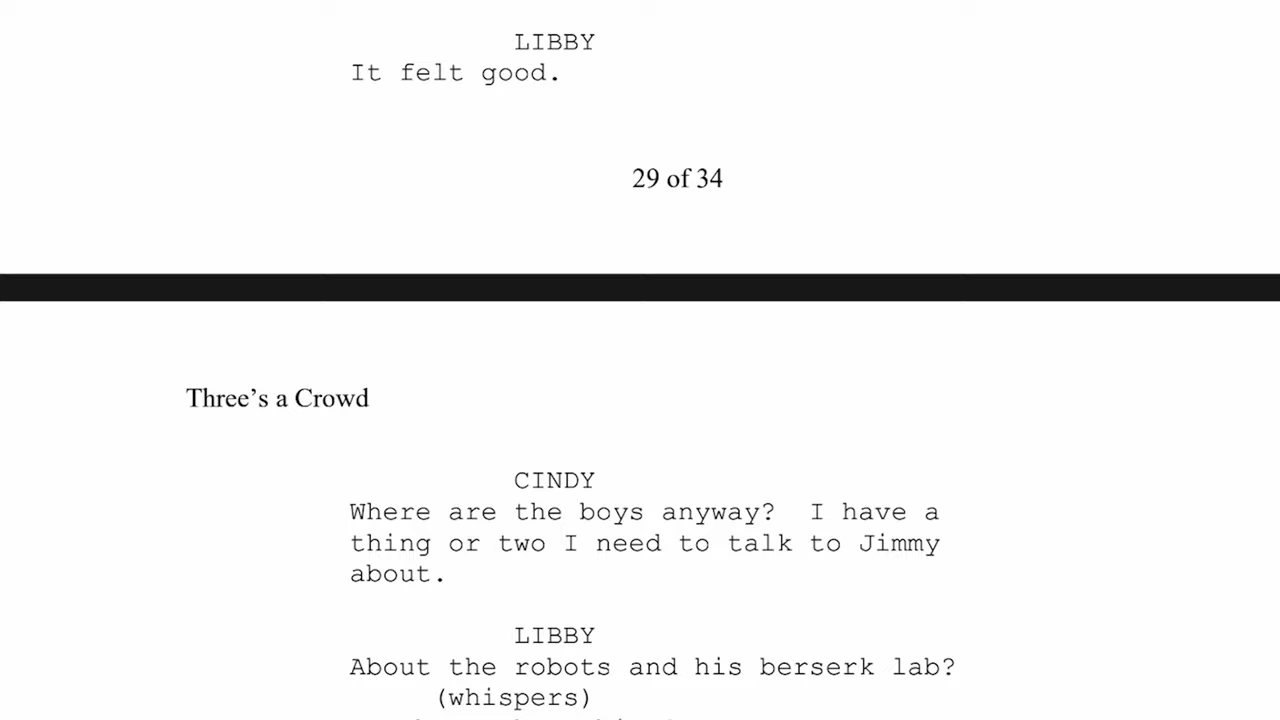 LIBBY
It felt good.
29 of 34
Three’s a Crowd
CINDY
Where are the boys anyway?  I have a
thing or two I need to talk to Jimmy
about.
LIBBY
About the robots and his berserk lab?
(whispers)